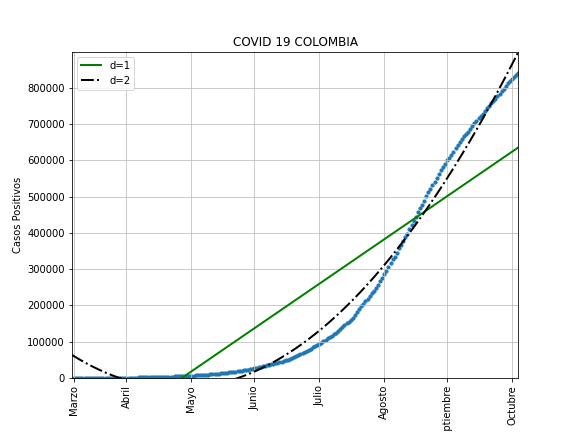 COVID 19 COLOMBIA
d=1
d=2
Casos Positivos
800000
700000
600000
500000
400000
300000
200000
100000
0
Marzo
Abril
Mayo
Junio
Julio
Agosto
ptiembre
Octubre